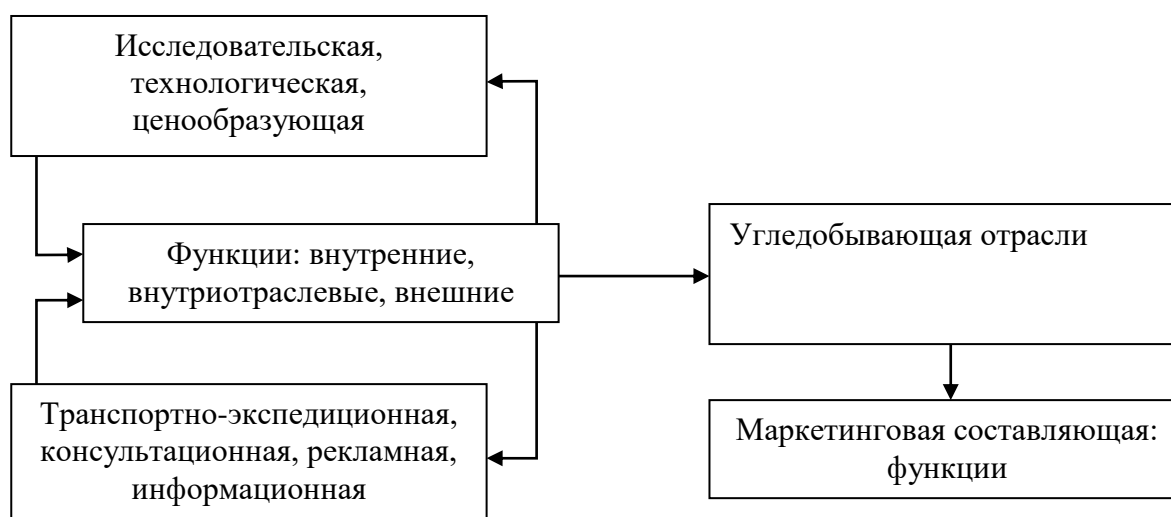 Исследовательская,
технологическая,
ценообразующая
Функции: внутренние,
внутриотраслевые, внешние
Транспортно-экспедиционная,
консультационная, рекламная,
информационная
Угледобывающая отрасли
Маркетинговая составляющая:
функции